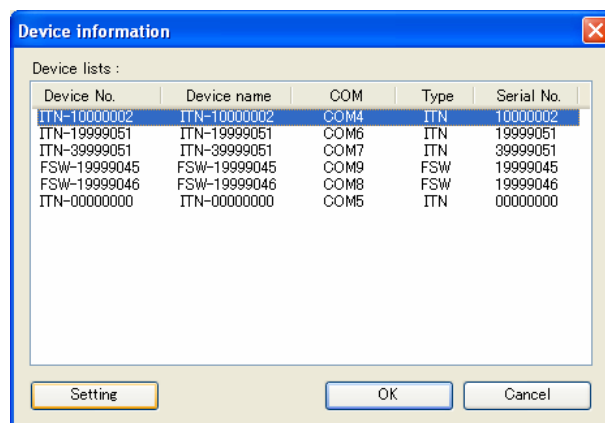 Device information
Device lists :
Device No. Device name COM Type Serial No.
ITN-10000002 ITN-10000002 COM4 ITN 10000002
ITN-19999051 ITN-19999051 COM6 ITN 19999051
ITN-39999051 ITN-39999051 COM7 ITN 39999051
FSW-19999045 FSW-19999045 COM9 FSW 19999045
FSW-19999046 FSW-19999046 COM8 FSW 19999046
ITN-00000000 ITN-00000000 COM5 ITN 00000000
Setting OK Cancel